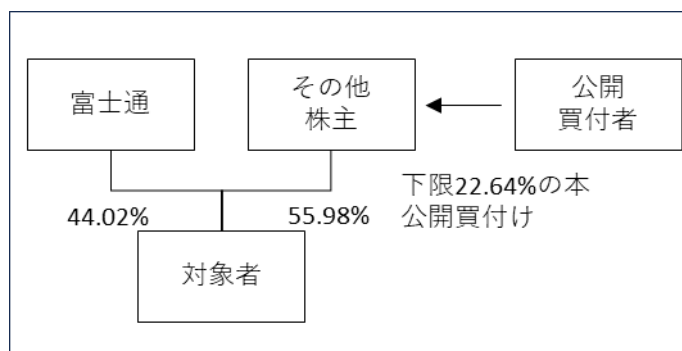 富士通
その他
株主
公開
買付者
下限22.64%の本
公開買付け
44.02%
55.98%
対象者